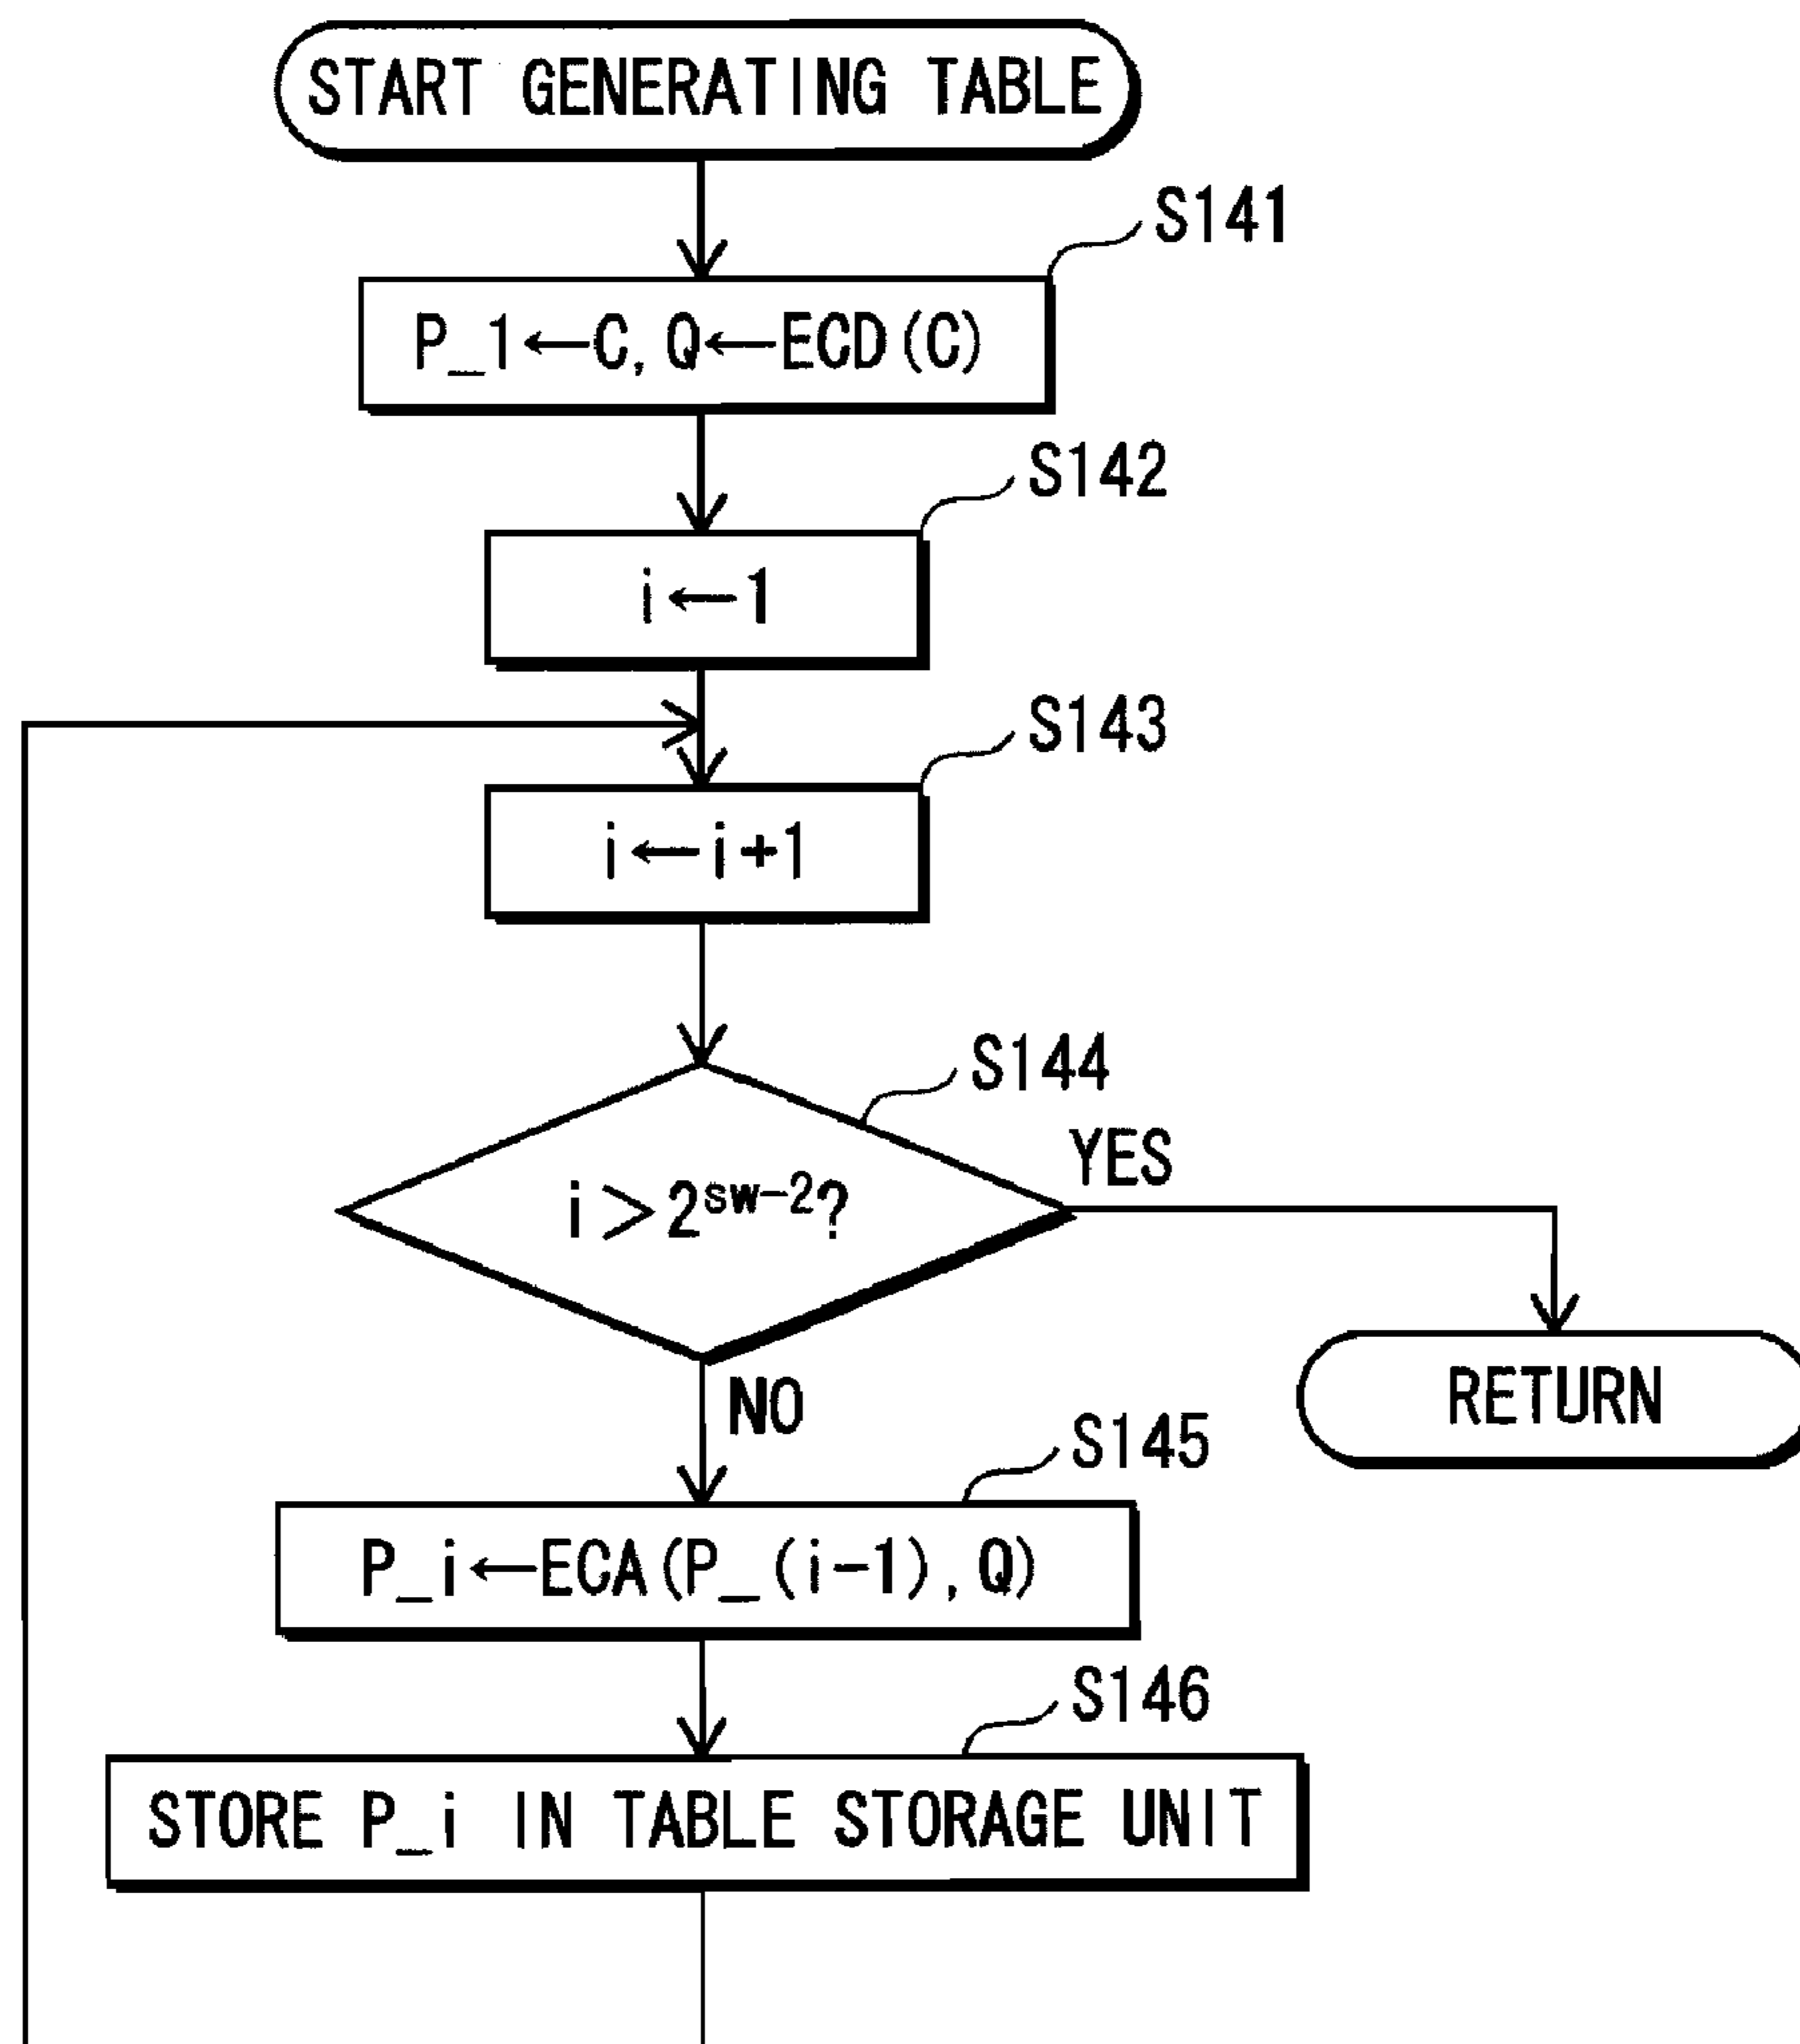 START GENERATING TABLE
S141
P_1←C, Q←ECD(C)
S142
i←1
S143
i←i+1
S144
i>2^{sw-2}?
YES
RETURN
NO
S145
P_i←ECA(P_(i-1), Q)
S146
STORE P_i IN TABLE STORAGE UNIT